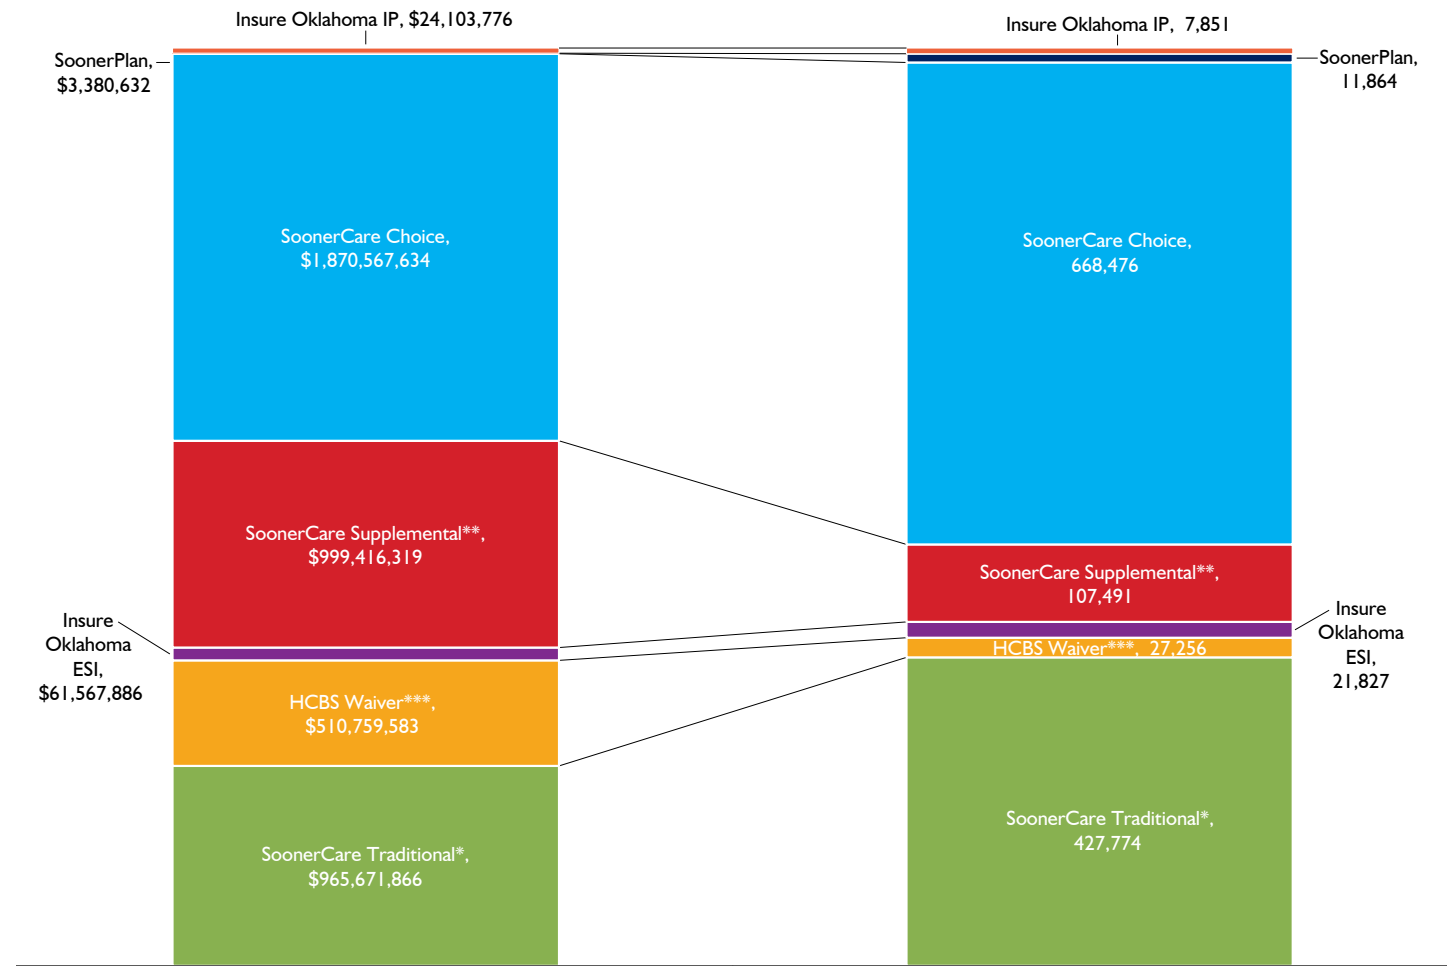 Insure Oklahoma IP, $24,103,776
SoonerPlan,
$3,380,632
SoonerCare Choice,
$1,870,567,634
SoonerCare Supplemental**,
$999,416,319
Insure
Oklahoma
ESI,
$61,567,886
HCBS Waiver***,
$510,759,583
SoonerCare Traditional*,
$965,671,866
Insure Oklahoma IP, 7,851
SoonerPlan,
11,864
SoonerCare Choice,
668,476
SoonerCare Supplemental**,
107,491
Insure
Oklahoma
ESI,
21,827
HCBS Waiver***, 27,256
SoonerCare Traditional*,
427,774